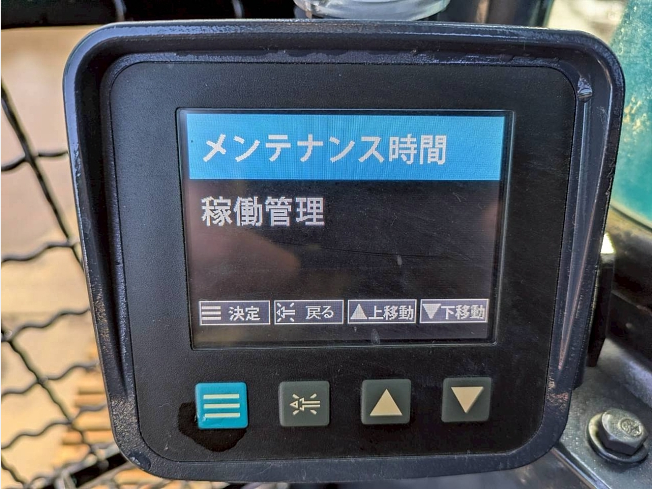 メンテナンス時間
稼働管理
決定 戻る 上移動 下移動